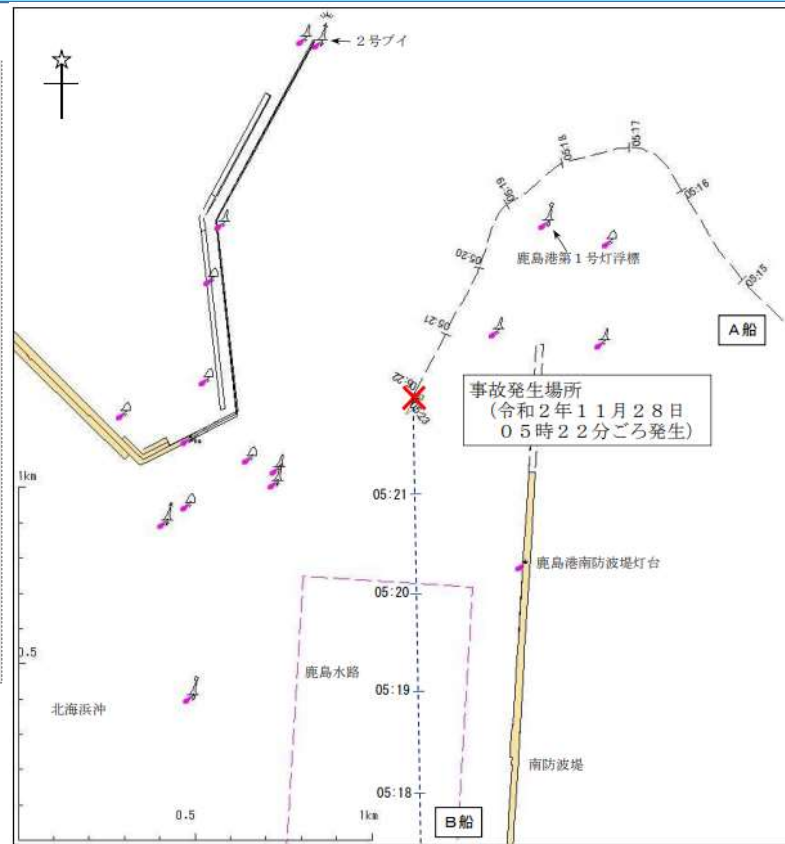 2号ブイ
05:17
05:18
05:16
05:19
鹿島港第1号灯浮標
05:20
05:15
05:21
A船
05:22
05:23
事故発生場所
(令和2年11月28日
05時22分ごろ発生)
1km
05:21
鹿島港南防波堤灯台
05:20
0.5
鹿島水路
05:19
北海浜沖
南防波堤
05:18
0.5
1km
B船